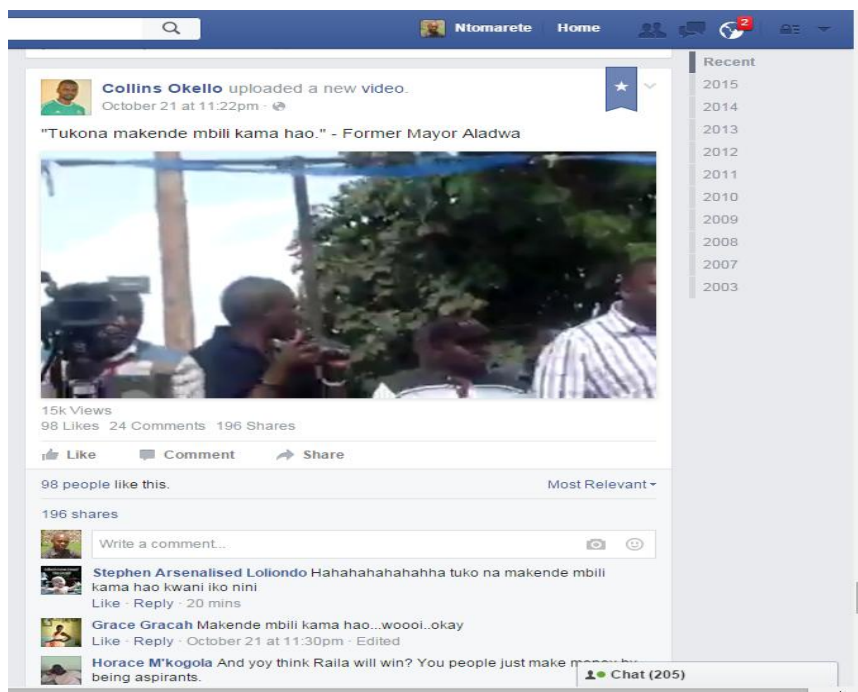 2
Ntomarete Home
Collins Okello uploaded a new video.
October 21 at 11:22pm ·
"Tukona makende mbili kama hao." - Former Mayor Aladwa
15k Views
98 Likes 24 Comments 196 Shares
Like Comment Share
98 people like this. Most Relevant
196 shares
Write a comment...
Stephen Arsenalised Loliondo Hahahahahahahha tuko na makende mbili
kama hao kwani iko nini
Like · Reply · 20 mins
Grace Gracah Makende mbili kama hao...woooi..okay
Like · Reply · October 21 at 11:30pm · Edited
Horace M'kogola And yoy think Raila will win? You people just make money by
being aspirants.
Recent
2015
2014
2013
2012
2011
2010
2009
2008
2007
2003
Chat (205)